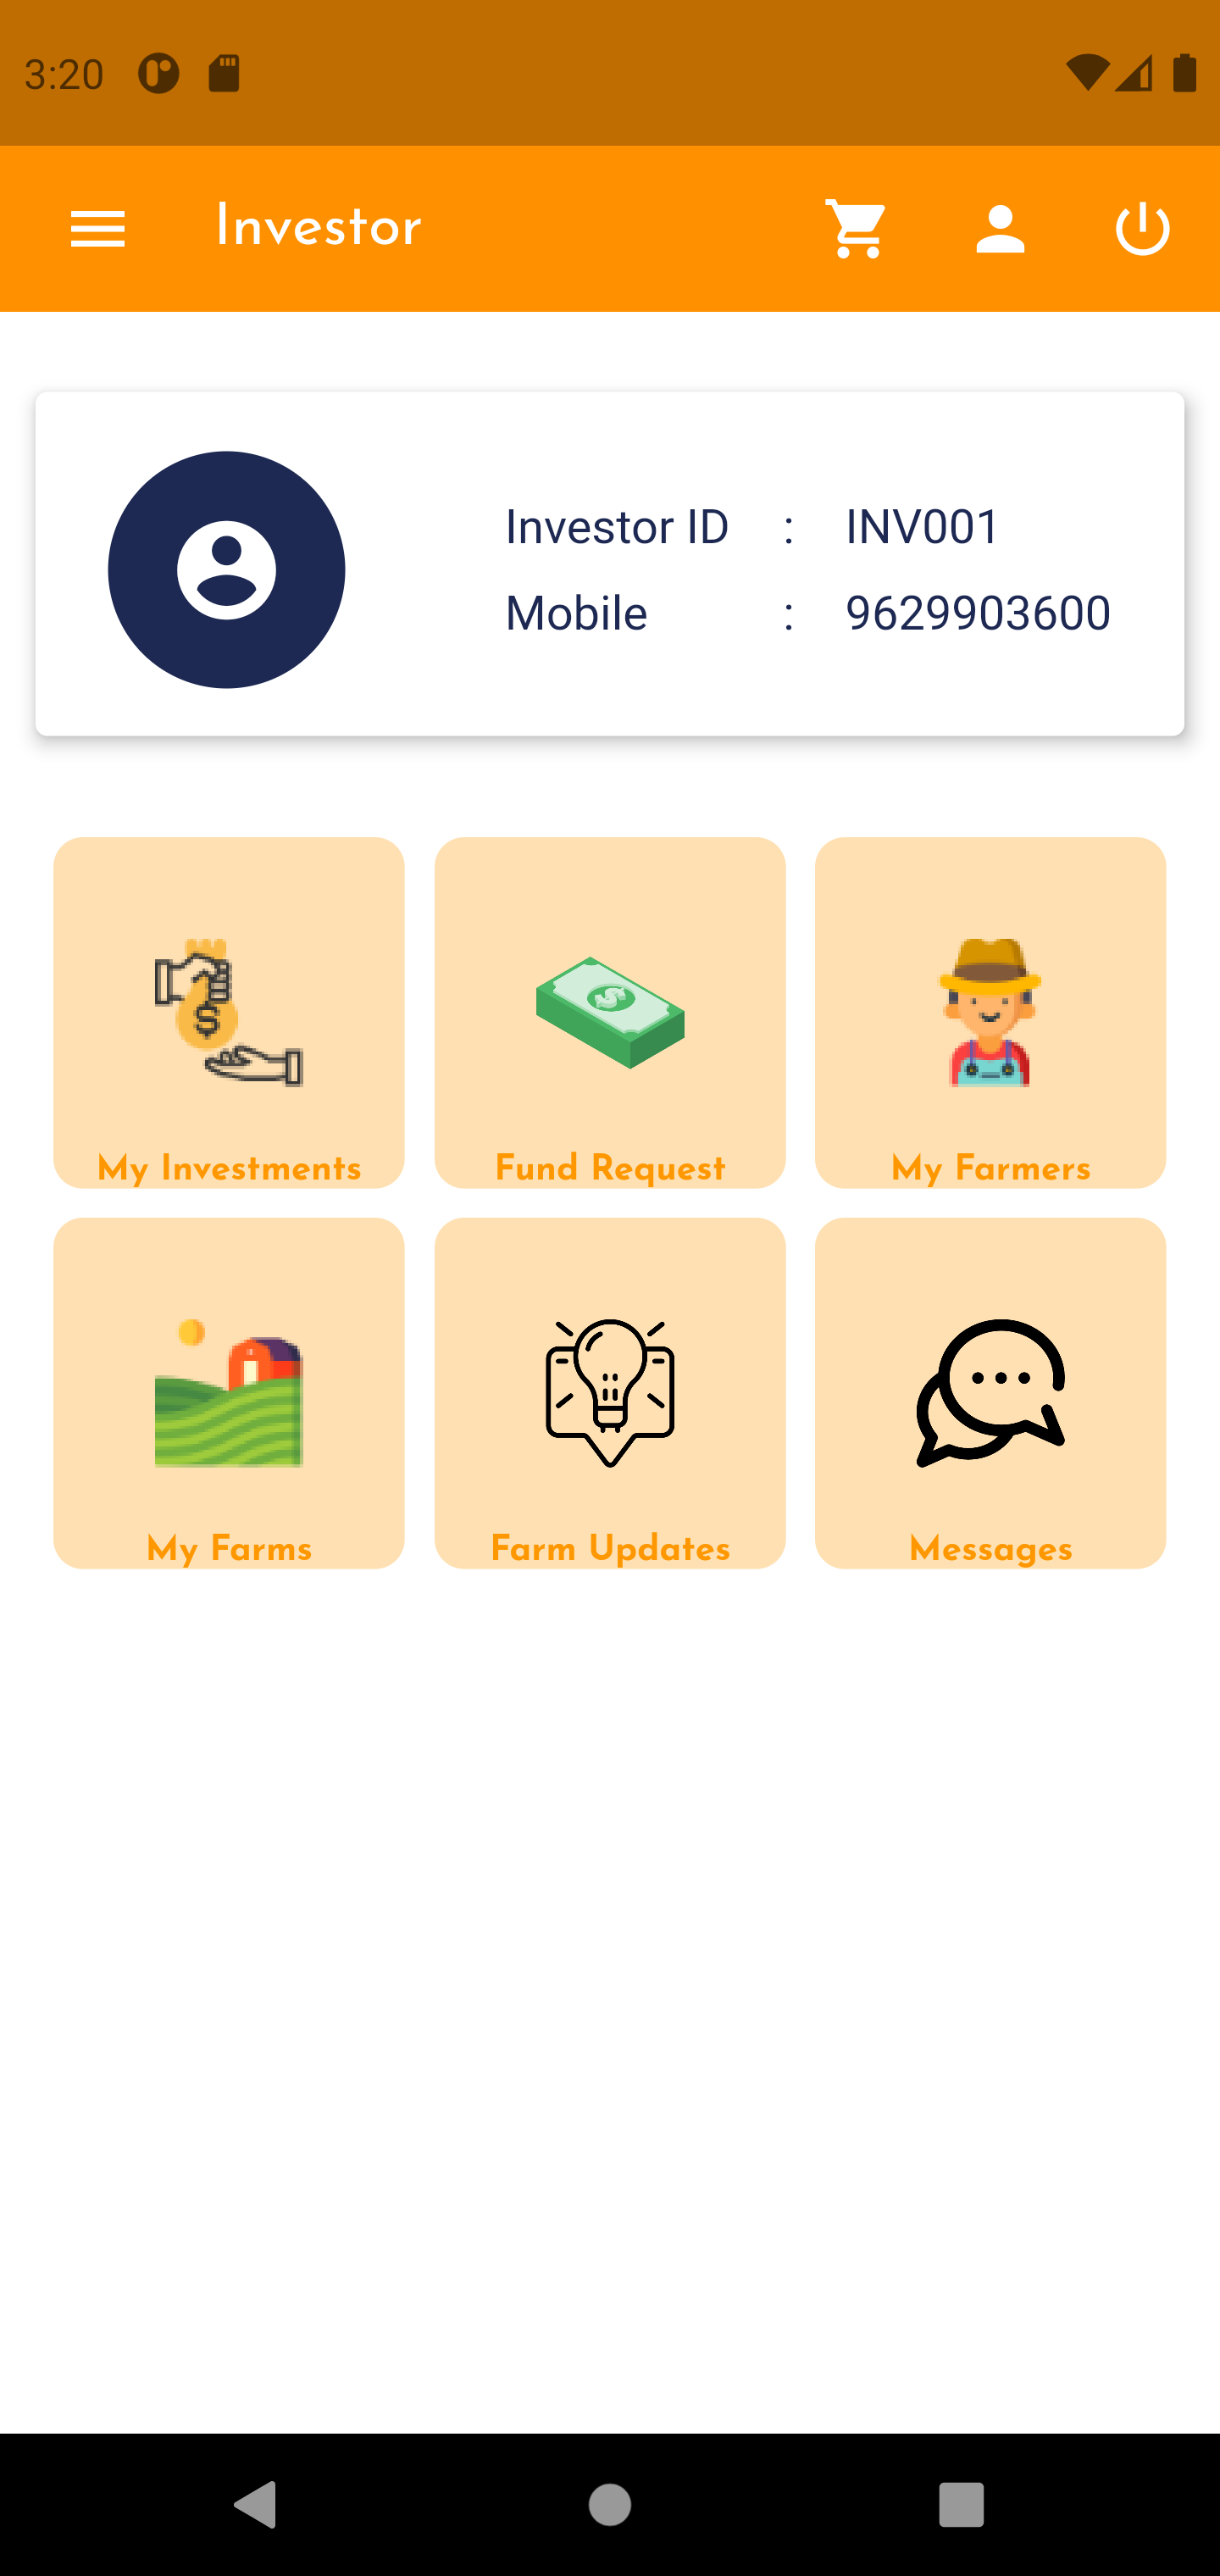 3:20
Investor
Investor ID : INV001
Mobile : 9629903600
My Investments Fund Request My Farmers
My Farms Farm Updates Messages